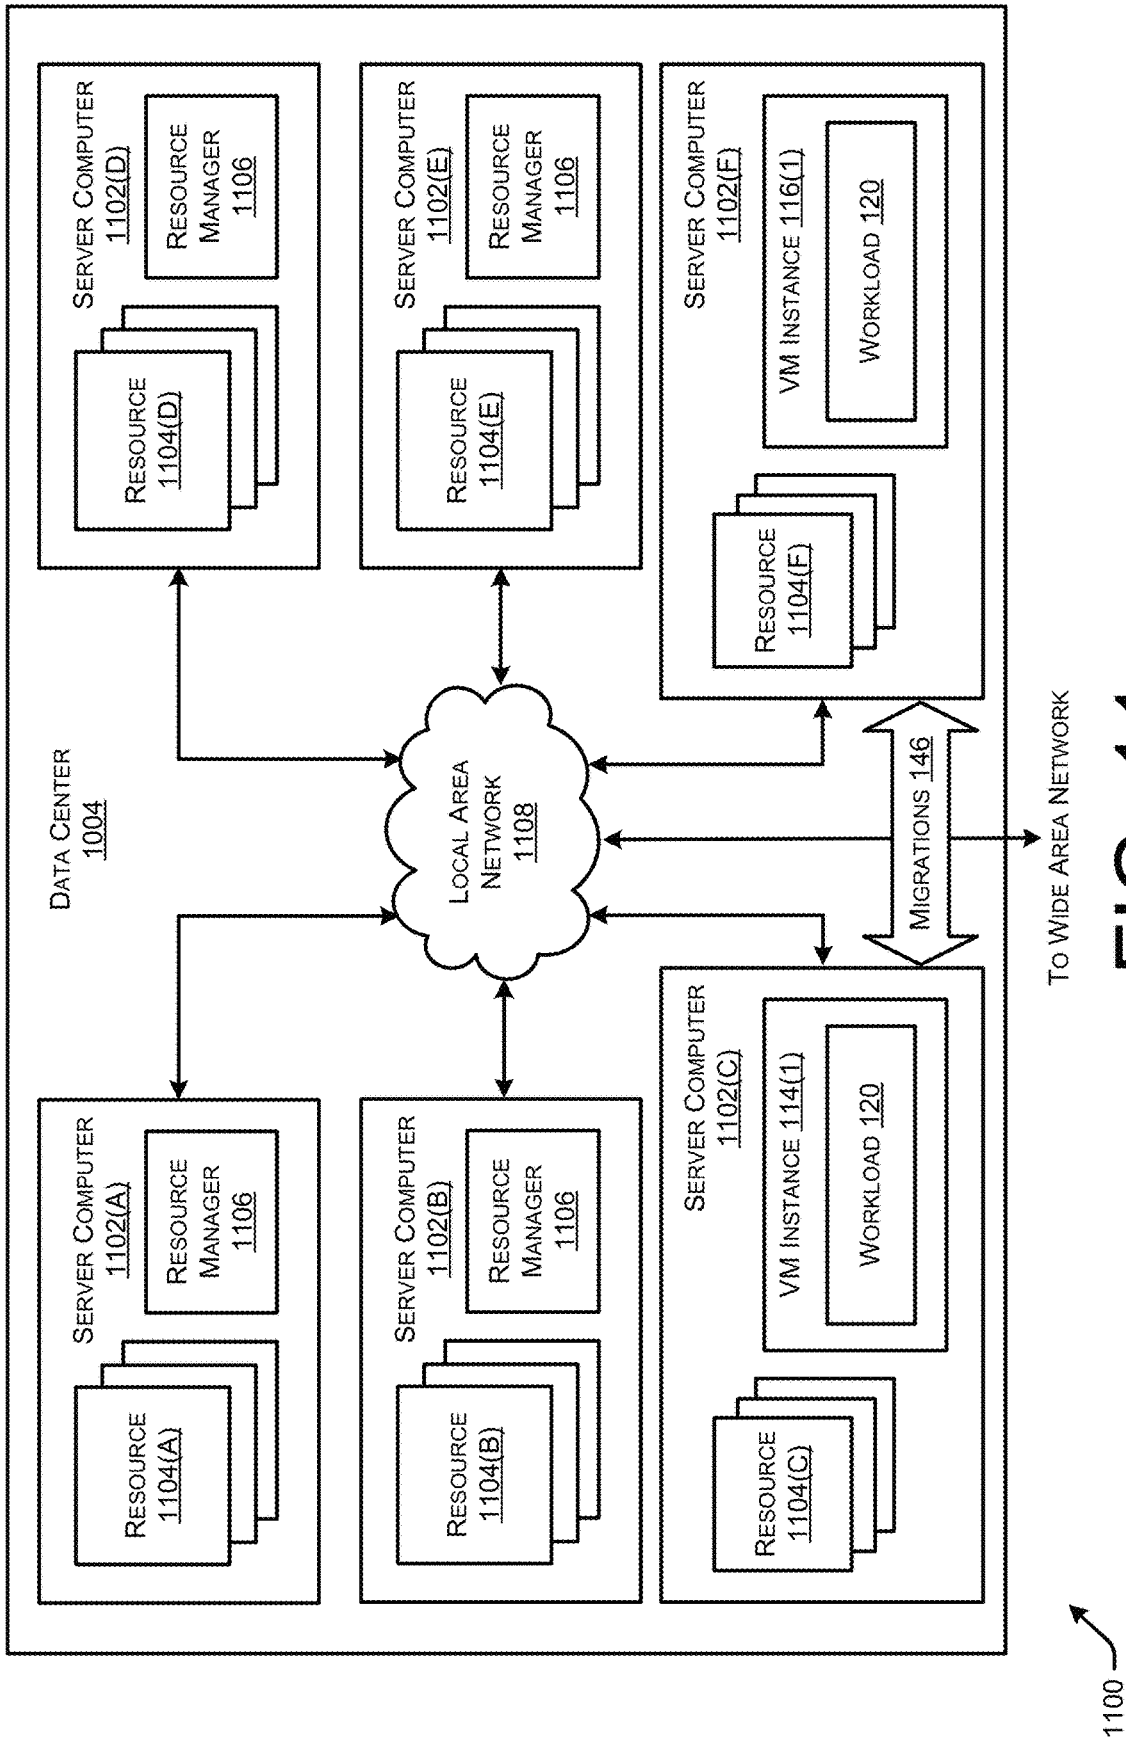 DATA CENTER
1004
SERVER COMPUTER
1102(A)
RESOURCE
1104(A)
RESOURCE
MANAGER
1106
SERVER COMPUTER
1102(D)
RESOURCE
1104(D)
RESOURCE
MANAGER
1106
SERVER COMPUTER
1102(B)
RESOURCE
1104(B)
RESOURCE
MANAGER
1106
LOCAL AREA
NETWORK
1108
SERVER COMPUTER
1102(E)
RESOURCE
1104(E)
RESOURCE
MANAGER
1106
SERVER COMPUTER
1102(C)
RESOURCE
1104(C)
VM INSTANCE 114(1)
WORKLOAD 120
MIGRATIONS 146
SERVER COMPUTER
1102(F)
RESOURCE
1104(F)
VM INSTANCE 116(1)
WORKLOAD 120
TO WIDE AREA NETWORK
1100